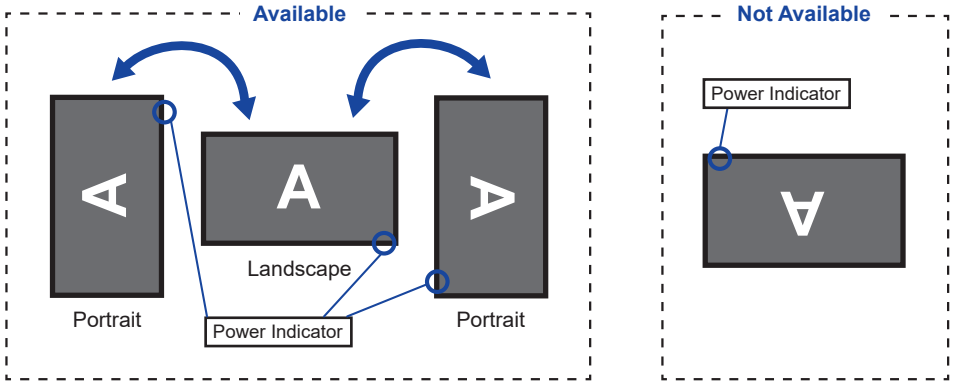 Available
Not Available
Power Indicator
A
A
A
A
Landscape
Portrait
Portrait
Power Indicator